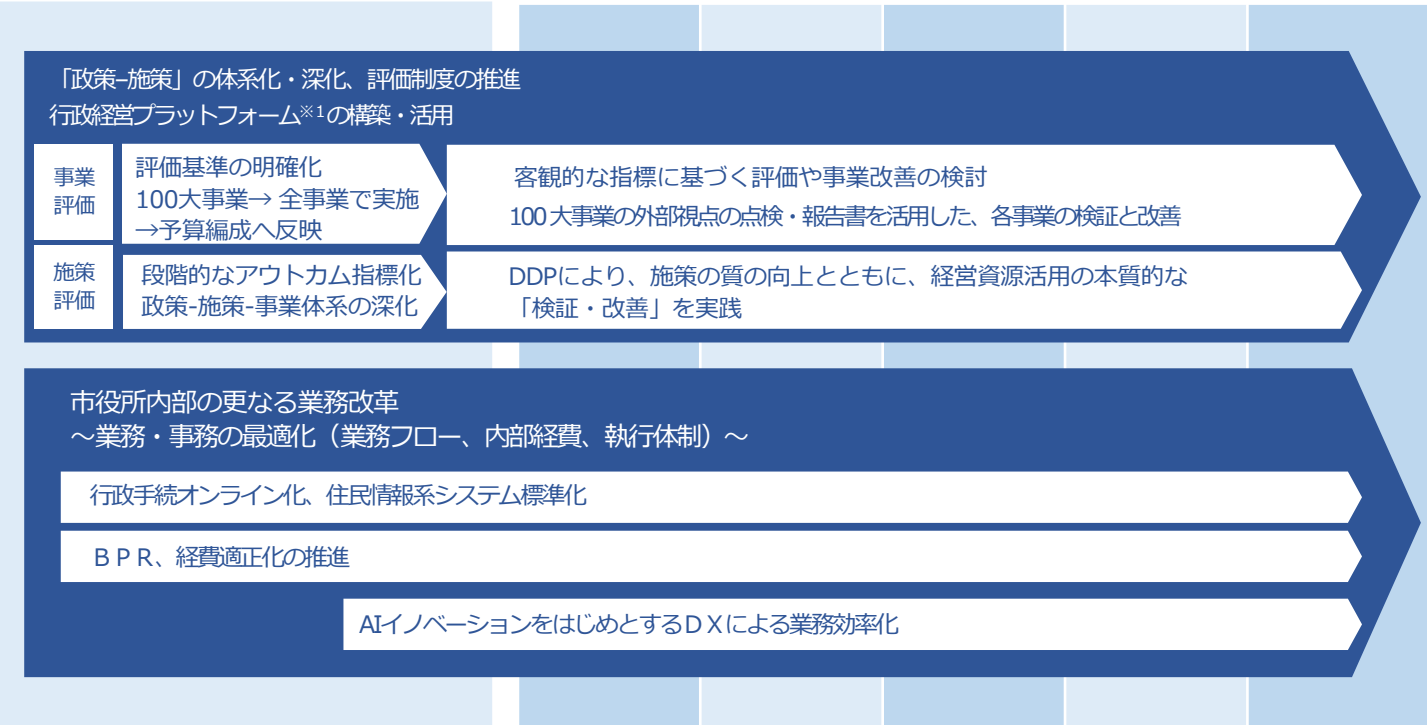 「政策−施策」の体系化・深化、評価制度の推進
行政経営プラットフォーム※1の構築・活用
事業
評価
評価基準の明確化
100大事業→ 全事業で実施
→予算編成へ反映
客観的な指標に基づく評価や事業改善の検討
100大事業の外部視点の点検・報告書を活用した、各事業の検証と改善
施策
評価
段階的なアウトカム指標化
政策-施策-事業体系の深化
DDPにより、施策の質の向上とともに、経営資源活用の本質的な
「検証・改善」を実践
市役所内部の更なる業務改革
～業務・事務の最適化（業務フロー、内部経費、執行体制）～
行政手続オンライン化、住民情報系システム標準化
ＢＰＲ、経費適正化の推進
AIイノベーションをはじめとするＤＸによる業務効率化